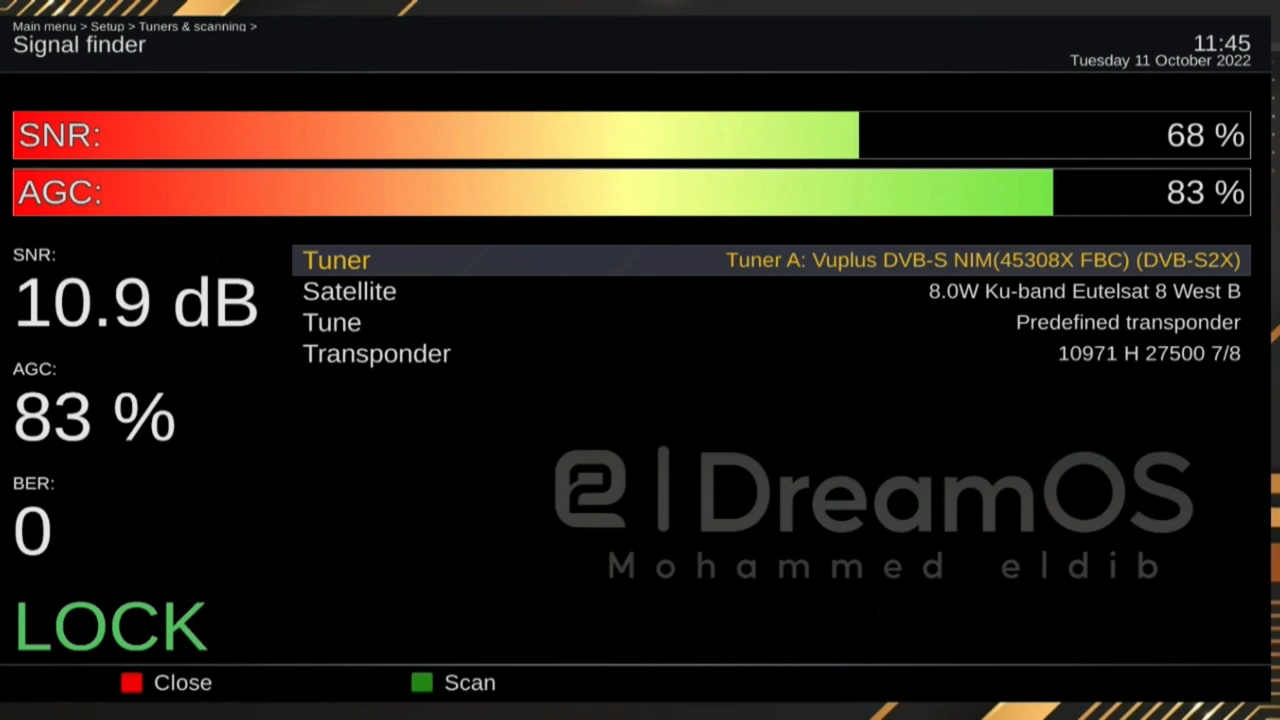 Main menu > Setup > Tuners & scanning >
Signal finder
11:45
Tuesday 11 October 2022
SNR: 68 %
AGC: 83 %
SNR:
10.9 dB
AGC:
83 %
BER:
0
LOCK
Tuner Tuner A: Vuplus DVB-S NIM(45308X FBC) (DVB-S2X)
Satellite 8.0W Ku-band Eutelsat 8 West B
Tune Predefined transponder
Transponder 10971 H 27500 7/8
e | DreamOS
Mohammed eldib
Close
Scan